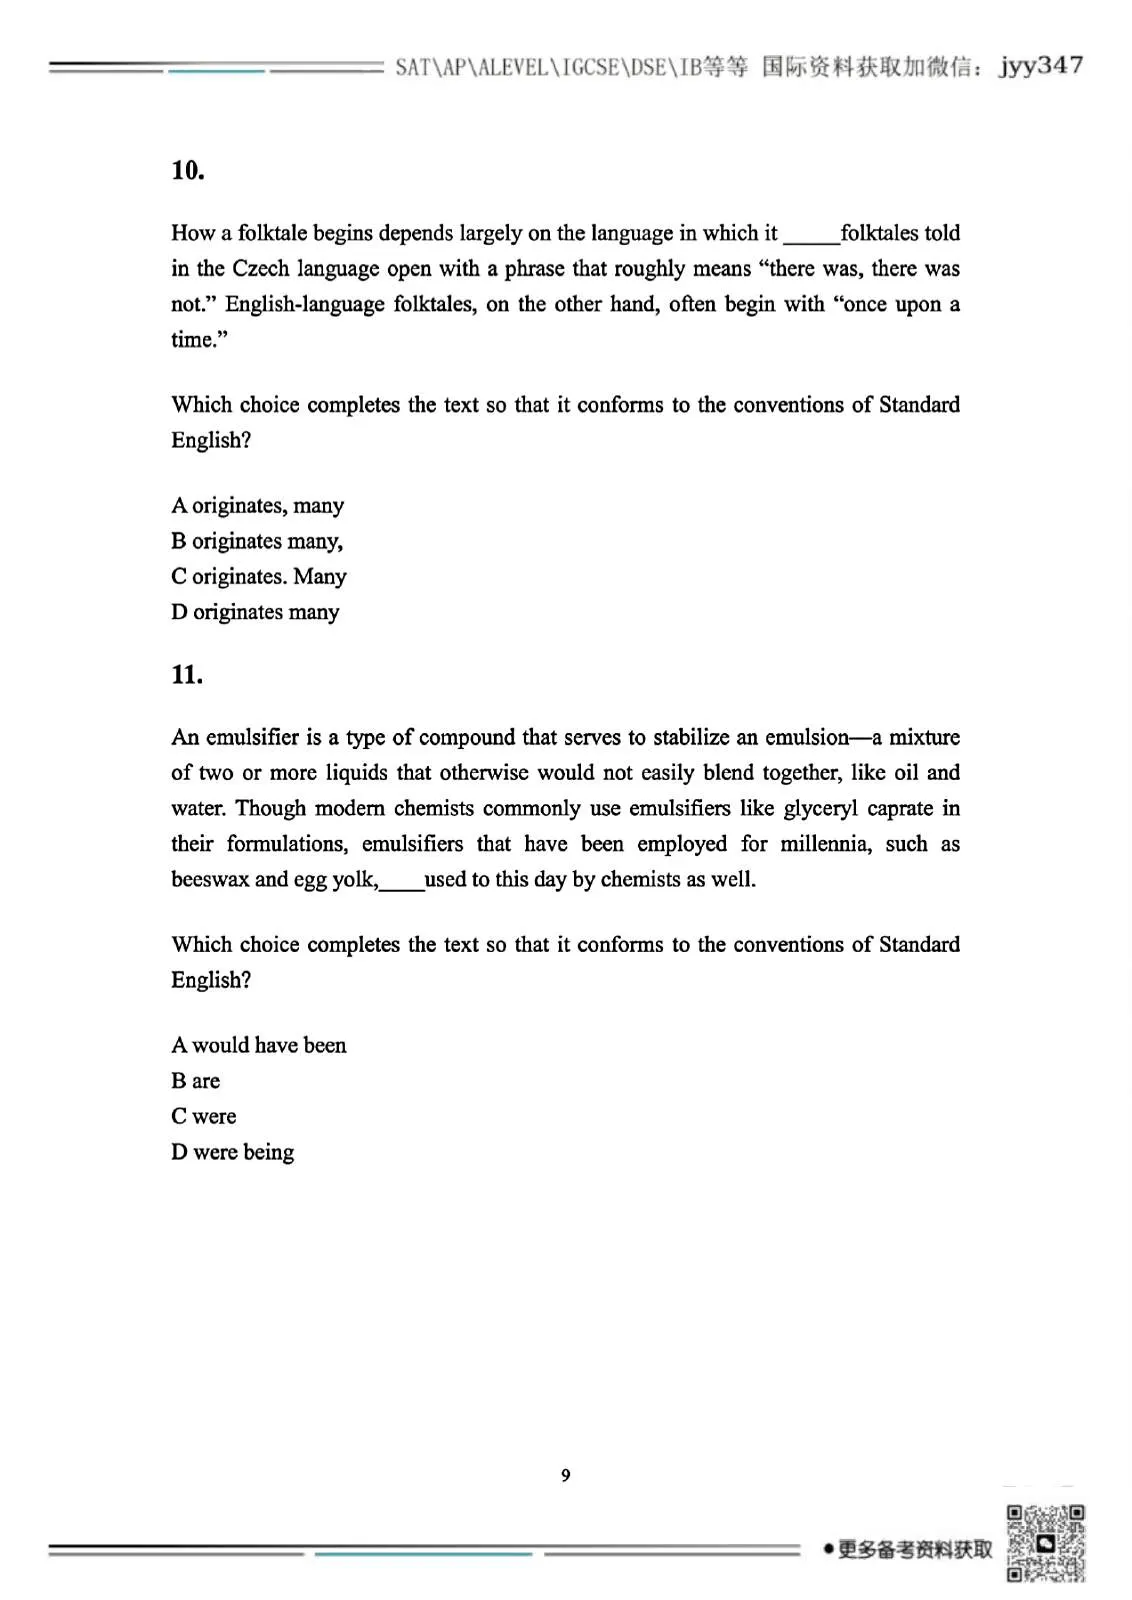 SAT\AP\ALEVEL\IGCSE\DSE\IB等等 国际资料获取加微信：jyy347
10.
How a folktale begins depends largely on the language in which it _____folktales told
in the Czech language open with a phrase that roughly means “there was, there was
not.” English-language folktales, on the other hand, often begin with “once upon a
time.”
Which choice completes the text so that it conforms to the conventions of Standard
English?
A originates, many
B originates many,
C originates. Many
D originates many
11.
An emulsifier is a type of compound that serves to stabilize an emulsion—a mixture
of two or more liquids that otherwise would not easily blend together, like oil and
water. Though modern chemists commonly use emulsifiers like glyceryl caprate in
their formulations, emulsifiers that have been employed for millennia, such as
beeswax and egg yolk,____used to this day by chemists as well.
Which choice completes the text so that it conforms to the conventions of Standard
English?
A would have been
B are
C were
D were being
9
●更多备考资料获取